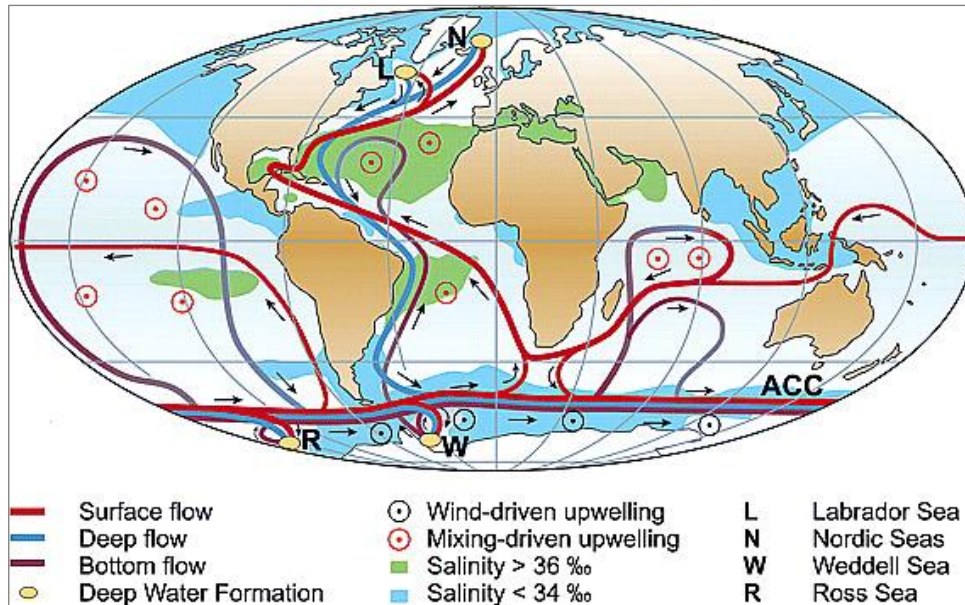 N
L
ACC
R
W
Surface flow
Deep flow
Bottom flow
Deep Water Formation
Wind-driven upwelling
Mixing-driven upwelling
Salinity > 36 ‰
Salinity < 34 ‰
L Labrador Sea
N Nordic Seas
W Weddell Sea
R Ross Sea